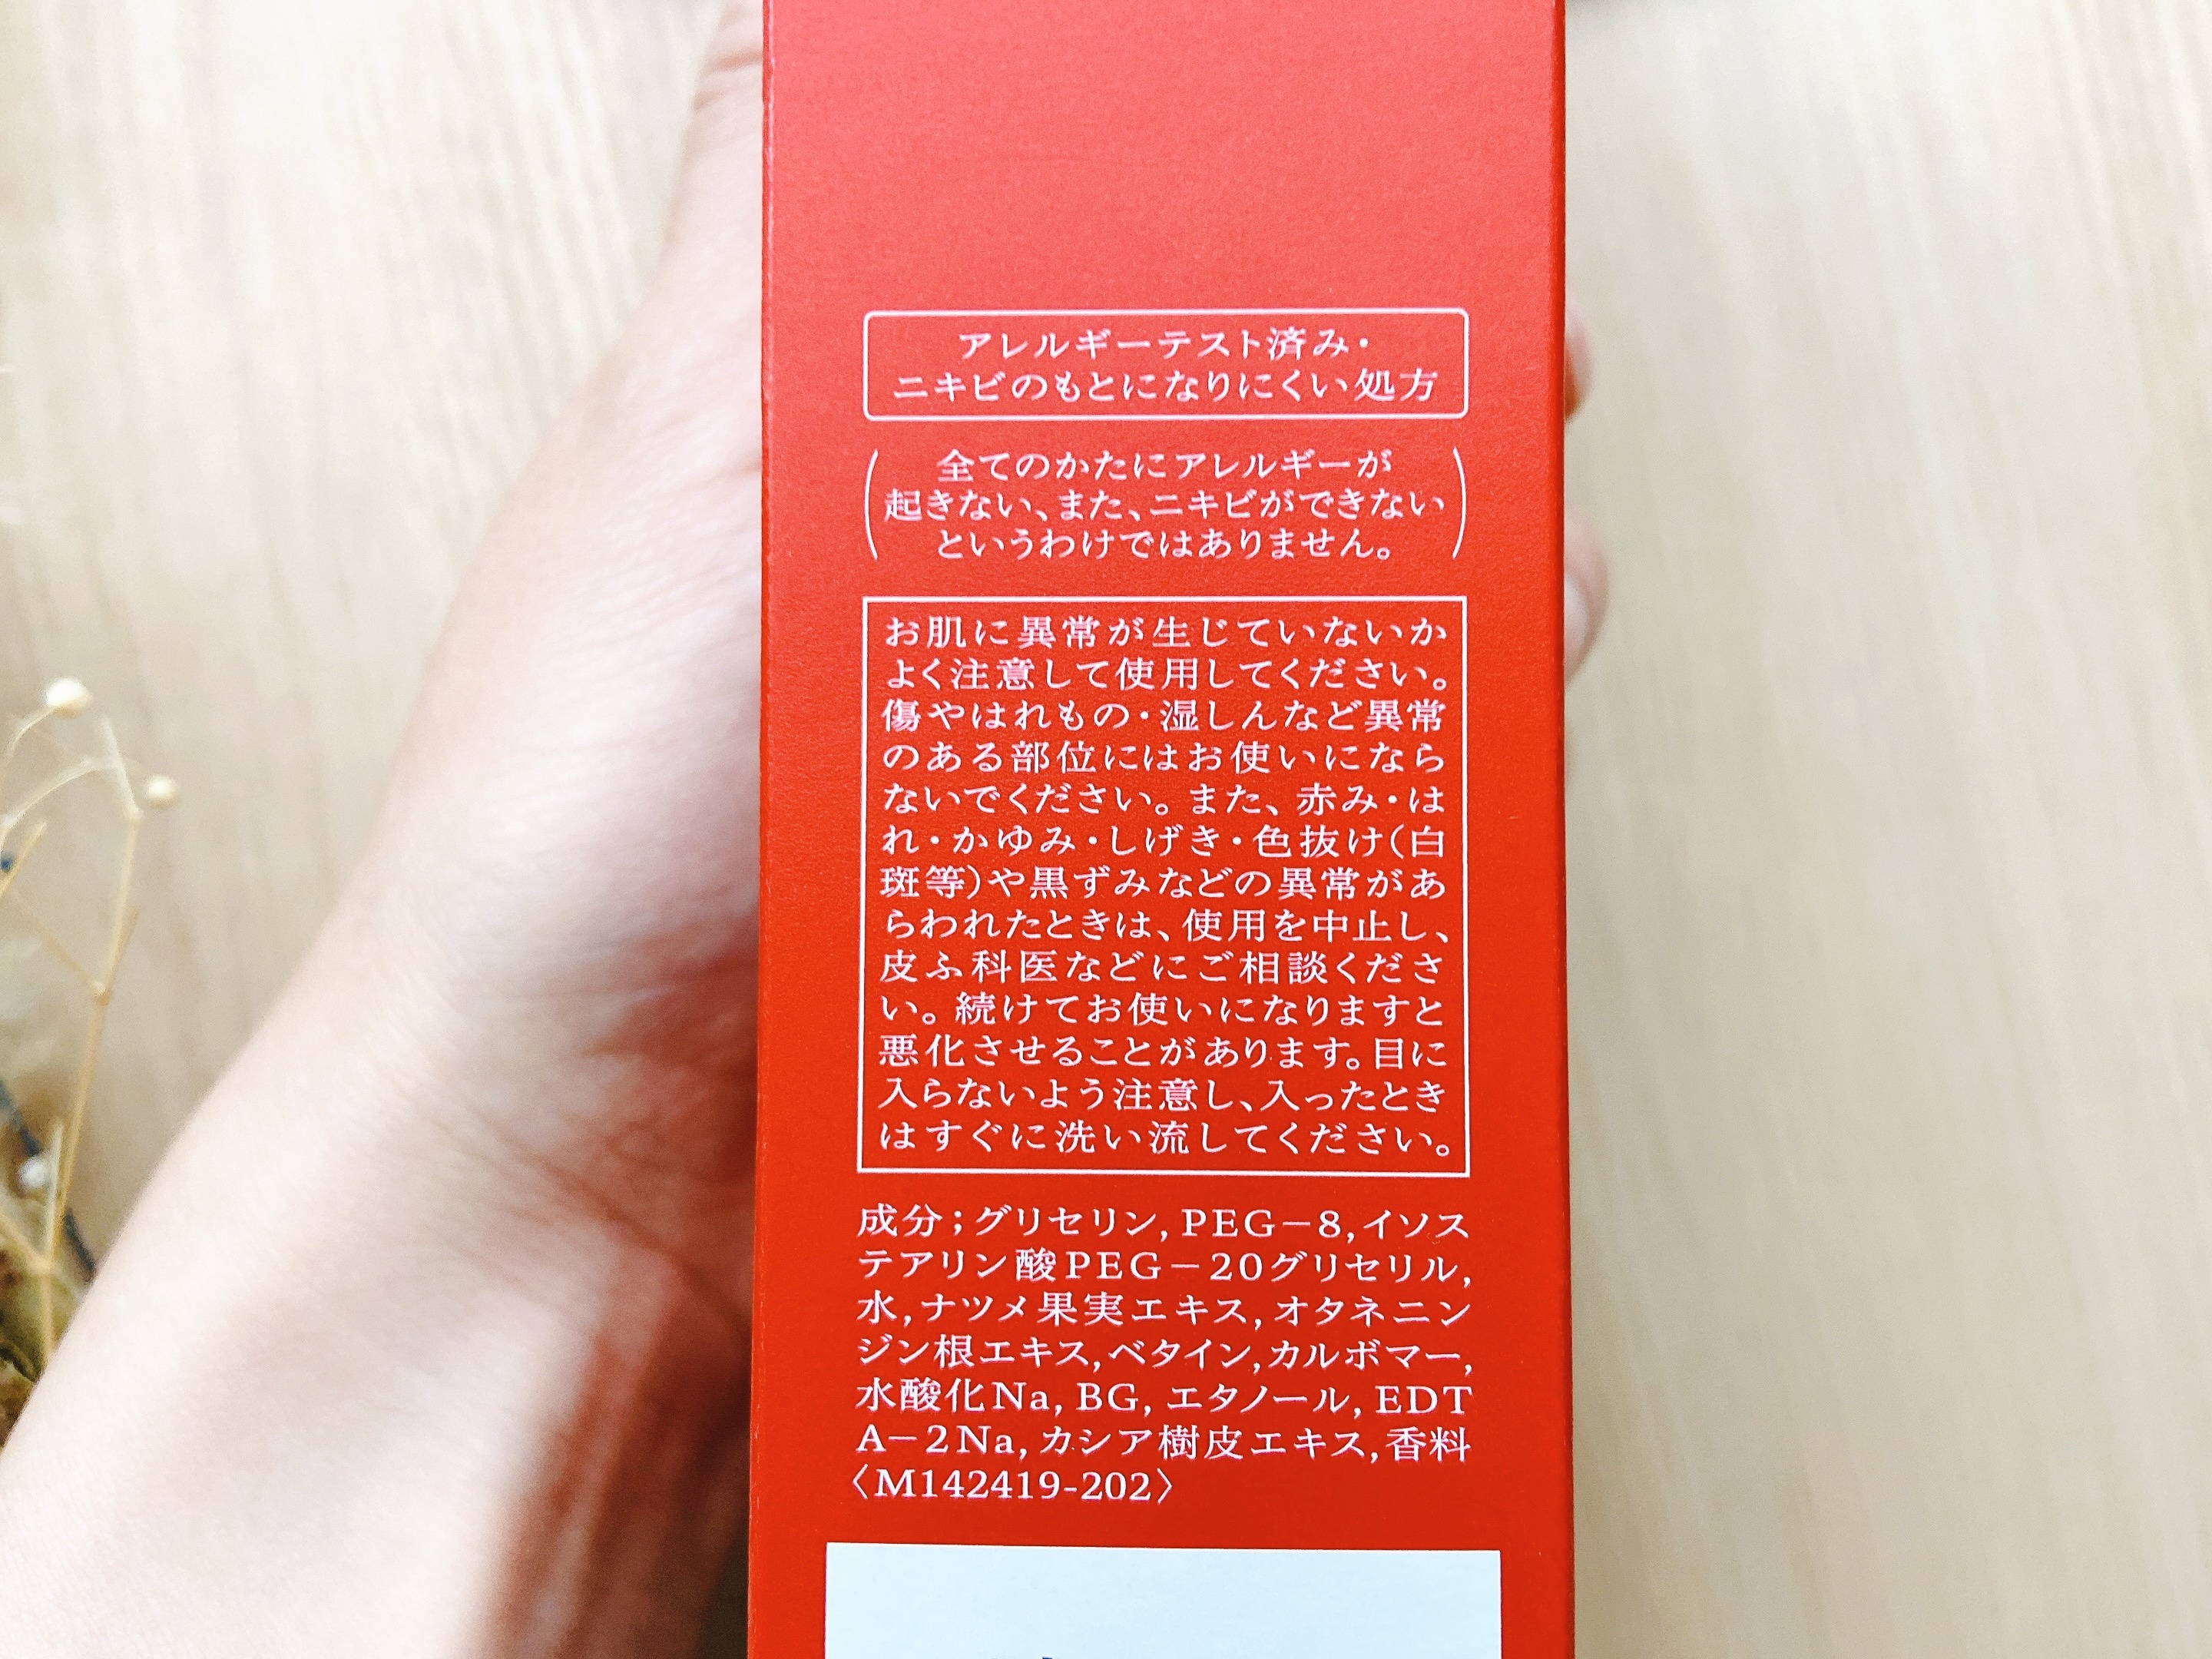 アレルギーテスト済み・
ニキビのもとになりにくい処方
全てのかたにアレルギーが
起きない、また、ニキビができない
というわけではありません。
お肌に異常が生じていないか
よく注意して使用してください。
傷やはれもの・湿しんなど異常
のある部位にはお使いになら
ないでください。また、赤み・は
れ・かゆみ・しげき・色抜け(白
斑等)や黒ずみなどの異常があ
らわれたときは、使用を中止し、
皮ふ科医などにご相談くださ
い。続けてお使いになりますと
悪化させることがあります。目に
入らないよう注意し、入ったとき
はすぐに洗い流してください。
成分;グリセリン,PEG－8,イソス
テアリン酸PEG－20グリセリル,
水,ナツメ果実エキス,オタネニン
ジン根エキス,ベタイン,カルボマー,
水酸化Na,BG,エタノール,EDT
A－2Na,カシア樹皮エキス,香料
〈M142419-202〉